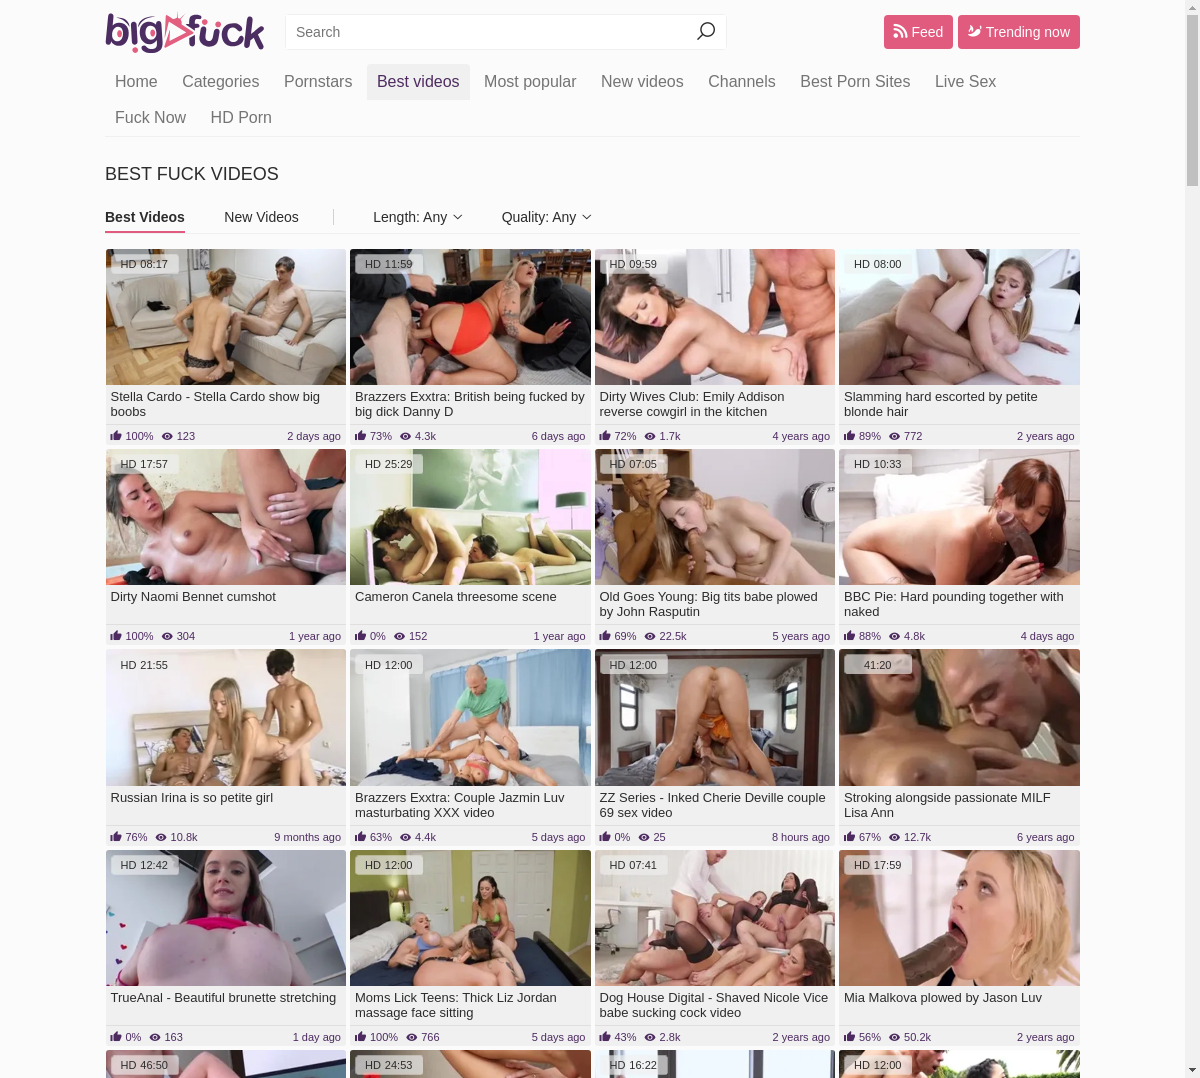 bigfuck
Search
Feed
Trending now
Home Categories Pornstars Best videos Most popular New videos Channels Best Porn Sites Live Sex
Fuck Now HD Porn
BEST FUCK VIDEOS
Best Videos New Videos Length: Any Quality: Any
HD 08:17 HD 11:59 HD 09:59 HD 08:00
Stella Cardo - Stella Cardo show big
boobs
100% 123 2 days ago
Brazzers Exxtra: British being fucked by
big dick Danny D
73% 4.3k 6 days ago
Dirty Wives Club: Emily Addison
reverse cowgirl in the kitchen
72% 1.7k 4 years ago
Slamming hard escorted by petite
blonde hair
89% 772 2 years ago
HD 17:57 HD 25:29 HD 07:05 HD 10:33
Dirty Naomi Bennet cumshot
100% 304 1 year ago
Cameron Canela threesome scene
0% 152 1 year ago
Old Goes Young: Big tits babe plowed
by John Rasputin
69% 22.5k 5 years ago
BBC Pie: Hard pounding together with
naked
88% 4.8k 4 days ago
HD 21:55 HD 12:00 HD 12:00 41:20
Russian Irina is so petite girl
76% 10.8k 9 months ago
Brazzers Exxtra: Couple Jazmin Luv
masturbating XXX video
63% 4.4k 5 days ago
ZZ Series - Inked Cherie Deville couple
69 sex video
0% 25 8 hours ago
Stroking alongside passionate MILF
Lisa Ann
67% 12.7k 6 years ago
HD 12:42 HD 12:00 HD 07:41 HD 17:59
TrueAnal - Beautiful brunette stretching
0% 163 1 day ago
Moms Lick Teens: Thick Liz Jordan
massage face sitting
100% 766 5 days ago
Dog House Digital - Shaved Nicole Vice
babe sucking cock video
43% 2.8k 2 years ago
Mia Malkova plowed by Jason Luv
56% 50.2k 2 years ago
HD 46:50 HD 24:53 HD 16:22 HD 12:00